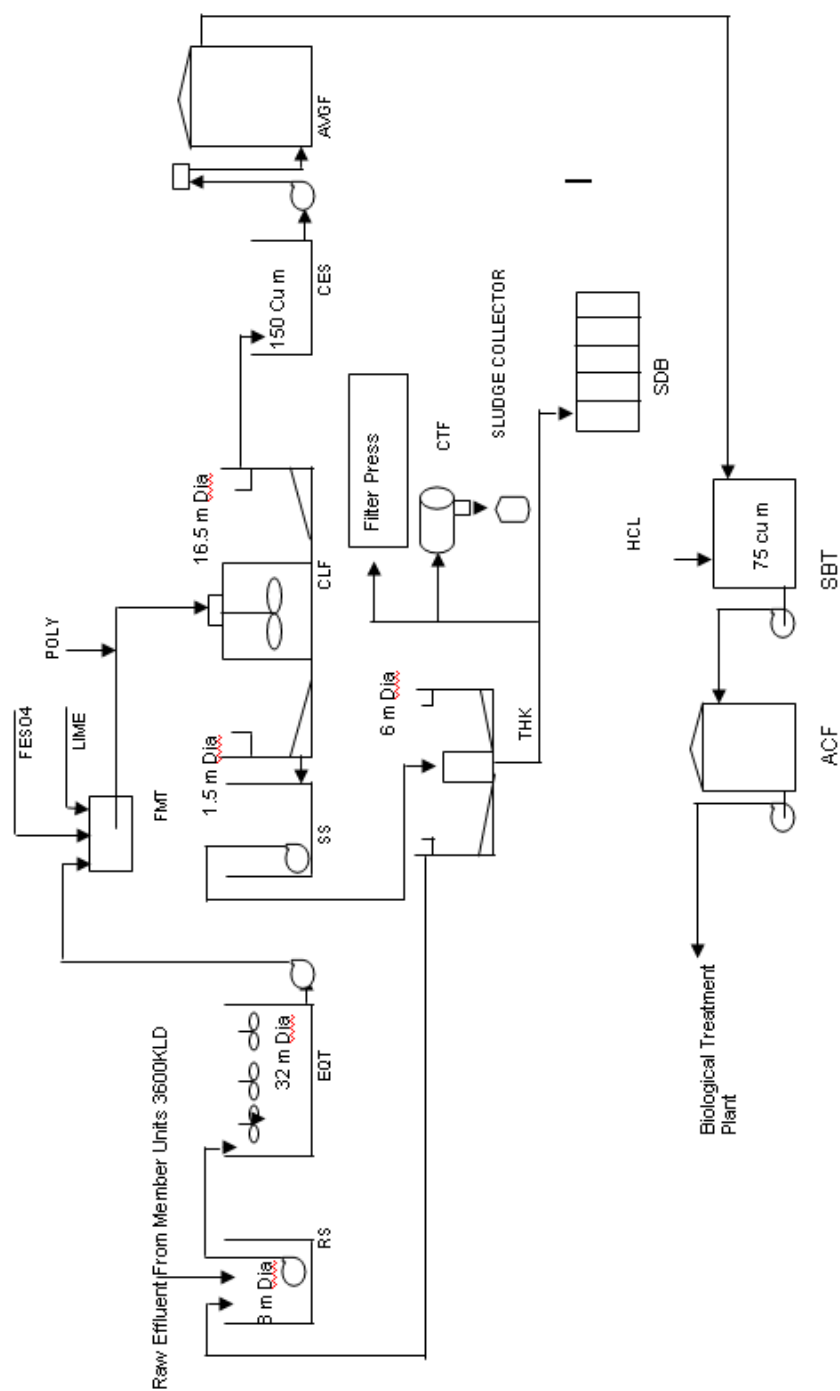 Raw Effluent From Member Units 3600KLD
8 m Dia
RS
32 m Dia
EQT
FESO4
LIME
FMT
POLY
1.5 m Dia
SS
16.5 m Dia
CLF
150 Cu m
CES
AVGF
6 m Dia
THK
Filter Press
CTF
SLUDGE COLLECTOR
SDB
HCL
75 cu m
SBT
ACF
Biological Treatment
Plant